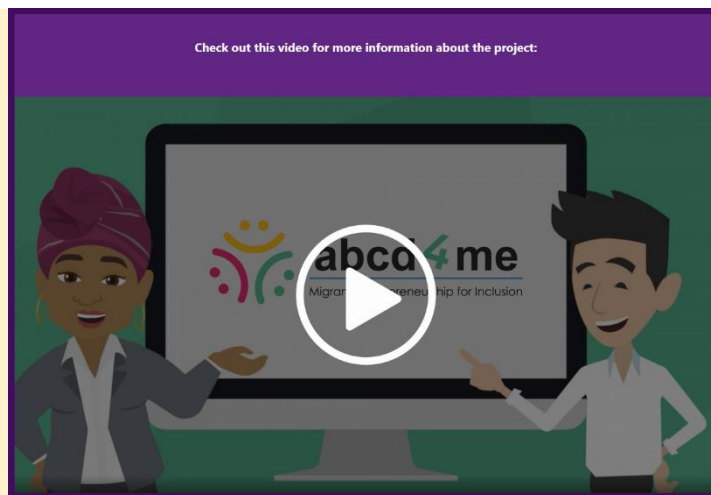 Check out this video for more information about the project:
abcd4me
for Inclusion